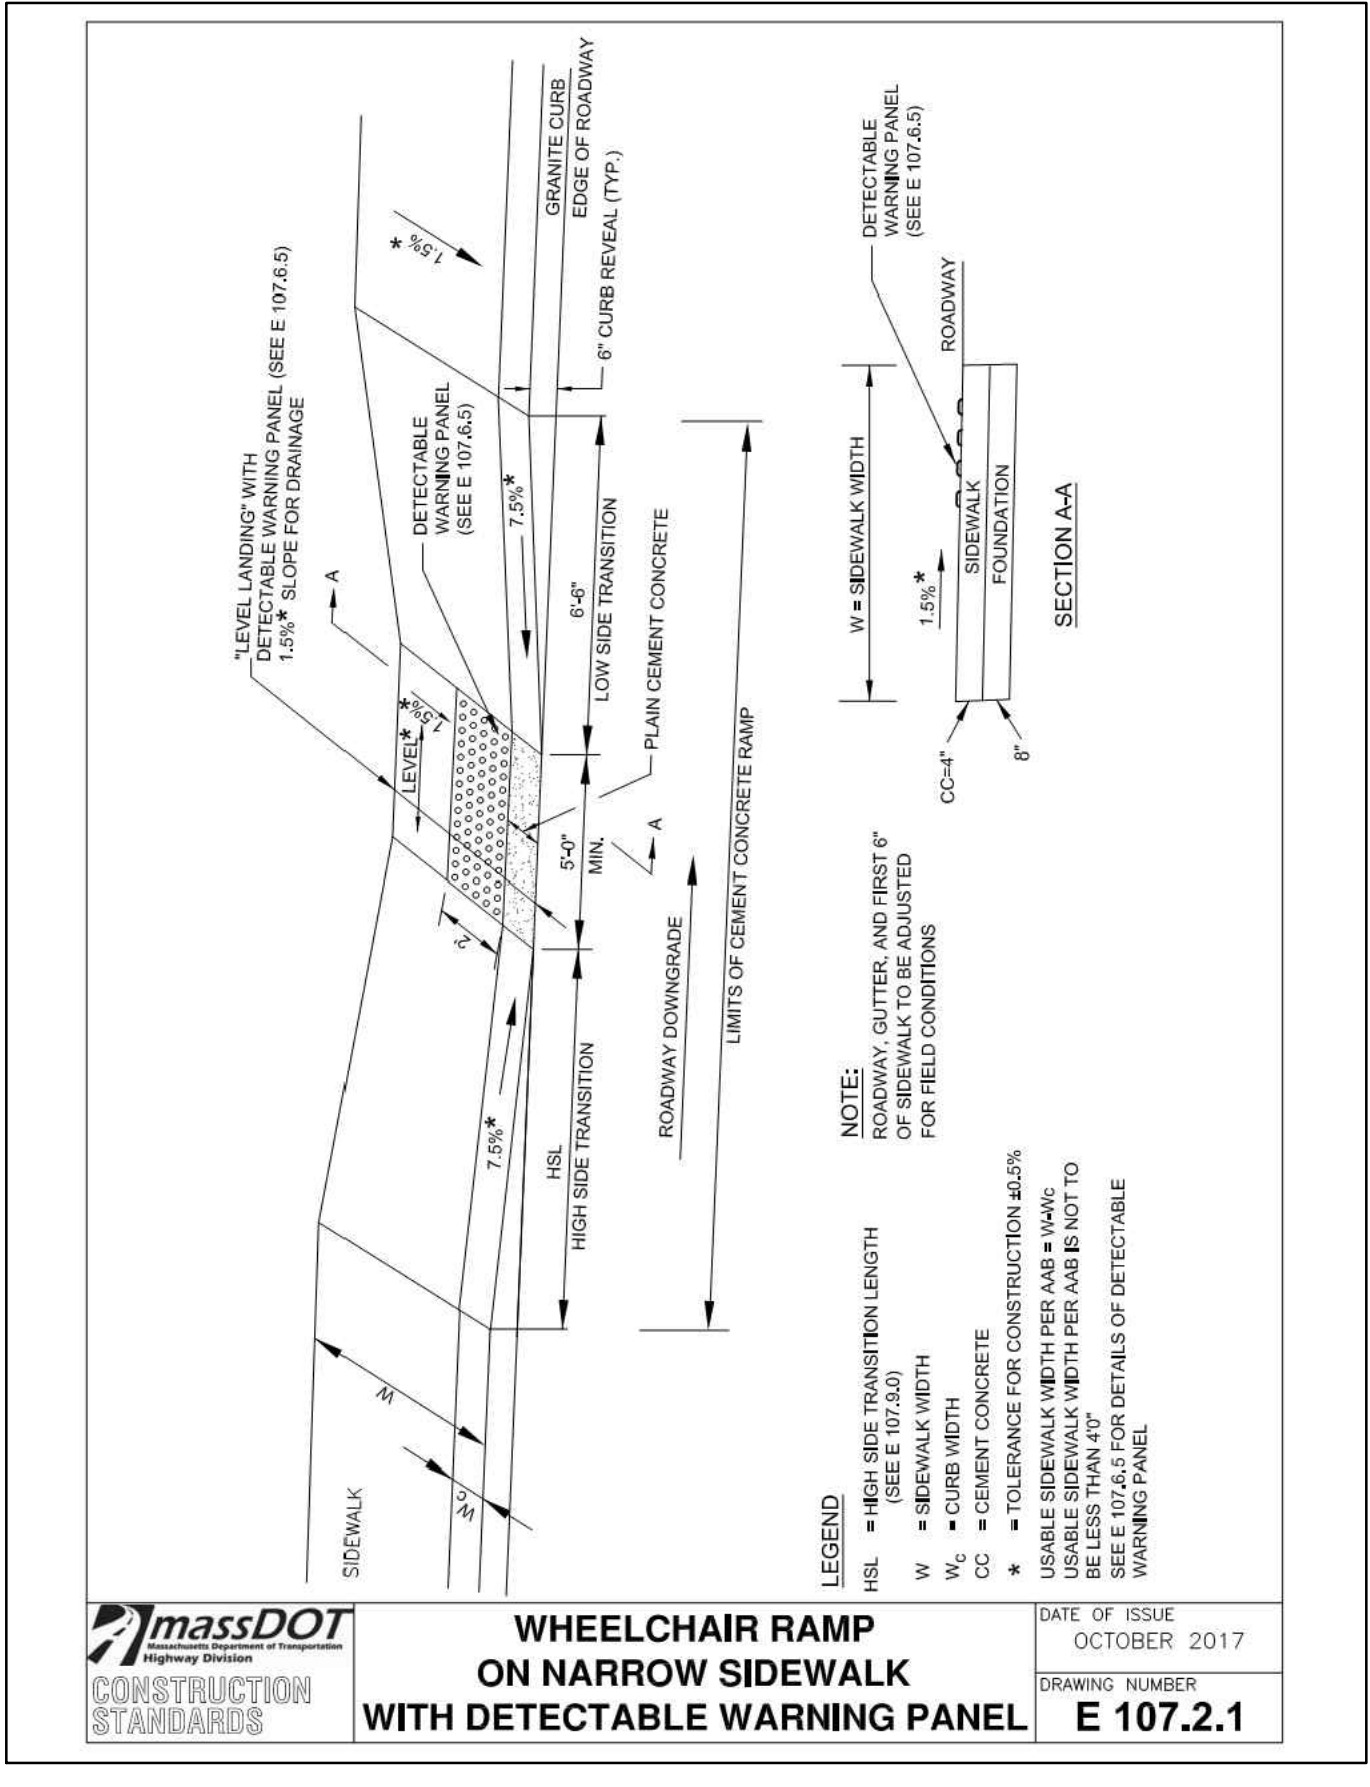 "LEVEL LANDING" WITH
DETECTABLE WARNING PANEL (SEE E 107.6.5)
1.5%* SLOPE FOR DRAINAGE
A
1.5%*
GRANITE CURB
EDGE OF ROADWAY
6" CURB REVEAL (TYP.)
DETECTABLE
WARNING PANEL
(SEE E 107.6.5)
7.5%*
LEVEL*
1.5%*
2'
7.5%*
SIDEWALK
W
Wc
HSL
HIGH SIDE TRANSITION
5'-0"
MIN.
6'-6"
LOW SIDE TRANSITION
PLAIN CEMENT CONCRETE
A
ROADWAY DOWNGRADE
LIMITS OF CEMENT CONCRETE RAMP
LEGEND
HSL = HIGH SIDE TRANSITION LENGTH
(SEE E 107.9.0)
W = SIDEWALK WIDTH
Wc = CURB WIDTH
CC = CEMENT CONCRETE
* = TOLERANCE FOR CONSTRUCTION ±0.5%
USABLE SIDEWALK WIDTH PER AAB = W-Wc
USABLE SIDEWALK WIDTH PER AAB IS NOT TO
BE LESS THAN 4'0"
SEE E 107.6.5 FOR DETAILS OF DETECTABLE
WARNING PANEL
NOTE:
ROADWAY, GUTTER, AND FIRST 6"
OF SIDEWALK TO BE ADJUSTED
FOR FIELD CONDITIONS
W = SIDEWALK WIDTH
DETECTABLE
WARNING PANEL
(SEE E 107.6.5)
1.5%*
ROADWAY
CC=4"
SIDEWALK
FOUNDATION
8"
SECTION A-A
massDOT
Massachusetts Department of Transportation
Highway Division
CONSTRUCTION
STANDARDS
WHEELCHAIR RAMP
ON NARROW SIDEWALK
WITH DETECTABLE WARNING PANEL
DATE OF ISSUE
OCTOBER 2017
DRAWING NUMBER
E 107.2.1